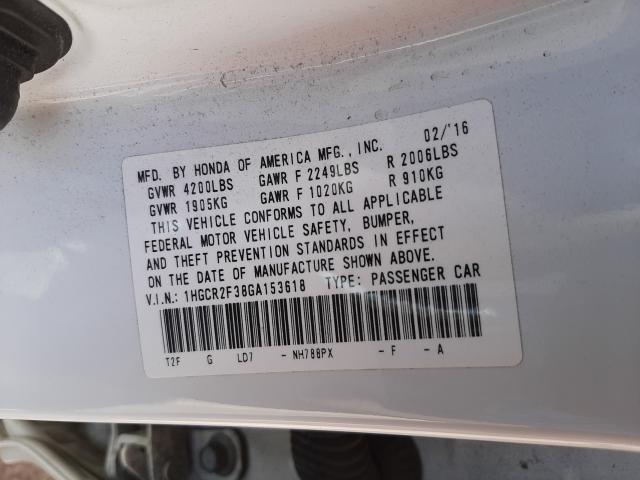 MFD. BY HONDA OF AMERICA MFG., INC. 02/'16
GVWR 4200LBS GAWR F 2249LBS R 2006LBS
GVWR 1905KG GAWR F 1020KG R 910KG
THIS VEHICLE CONFORMS TO ALL APPLICABLE
FEDERAL MOTOR VEHICLE SAFETY, BUMPER,
AND THEFT PREVENTION STANDARDS IN EFFECT
ON THE DATE OF MANUFACTURE SHOWN ABOVE.
V.I.N.: 1HGCR2F38GA153618 TYPE: PASSENGER CAR
T2F G LD7 - NH788PX - F - A